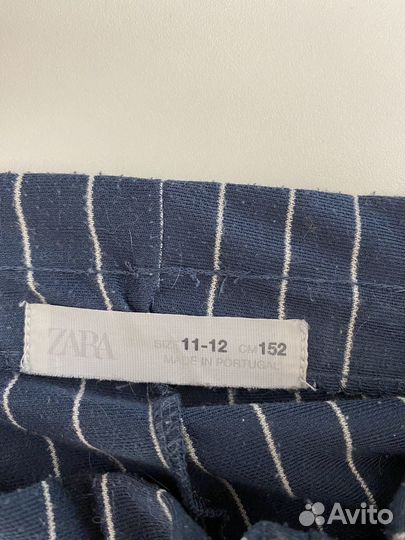 ZARA
SIZE 11-12 CM 152
MADE IN PORTUGAL
Avito